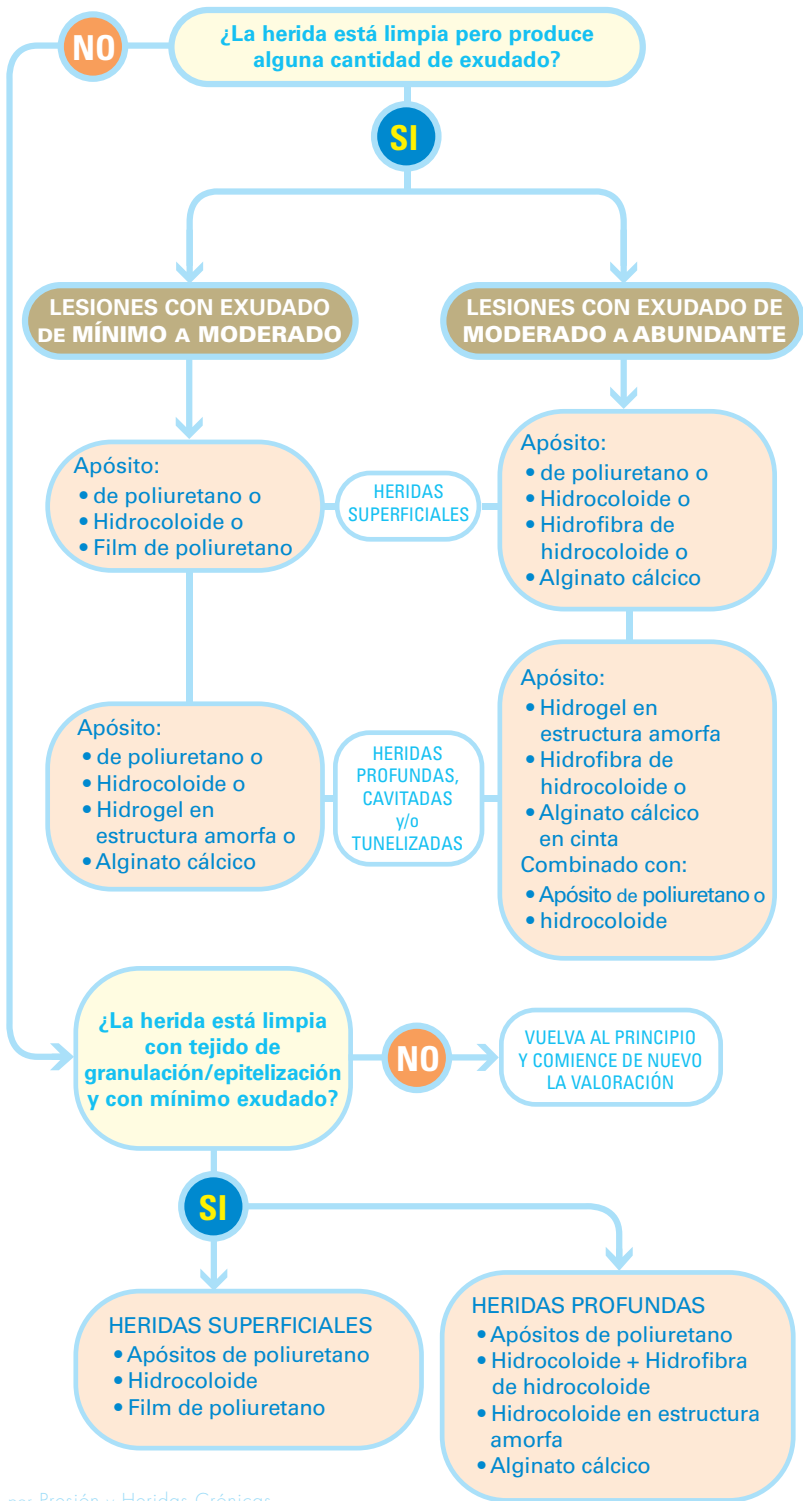 NO
¿La herida está limpia pero produce
alguna cantidad de exudado?
SI
LESIONES CON EXUDADO
DE MÍNIMO A MODERADO
LESIONES CON EXUDADO DE
MODERADO A ABUNDANTE
Apósito:
• de poliuretano o
• Hidrocoloide o
• Film de poliuretano
HERIDAS
SUPERFICIALES
Apósito:
• de poliuretano o
• Hidrocoloide o
• Hidrofibra de
hidrocoloide o
• Alginato cálcico
Apósito:
• de poliuretano o
• Hidrocoloide o
• Hidrogel en
estructura amorfa o
• Alginato cálcico
HERIDAS
PROFUNDAS,
CAVITADAS
y/o
TUNELIZADAS
Apósito:
• Hidrogel en
estructura amorfa
• Hidrofibra de
hidrocoloide o
• Alginato cálcico
en cinta
Combinado con:
• Apósito de poliuretano o
• hidrocoloide
¿La herida está limpia
con tejido de
granulación/epitelización
y con mínimo exudado?
NO
VUELVA AL PRINCIPIO
Y COMIENCE DE NUEVO
LA VALORACIÓN
SI
HERIDAS SUPERFICIALES
• Apósitos de poliuretano
• Hidrocoloide
• Film de poliuretano
HERIDAS PROFUNDAS
• Apósitos de poliuretano
• Hidrocoloide + Hidrofibra
de hidrocoloide
• Hidrocoloide en estructura
amorfa
• Alginato cálcico
por Presión y Heridas Crónicas